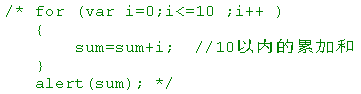 /* for (var i=0;i<=10 ;i++ )
{
sum=sum+i; //10以内的累加和
}
alert(sum); */